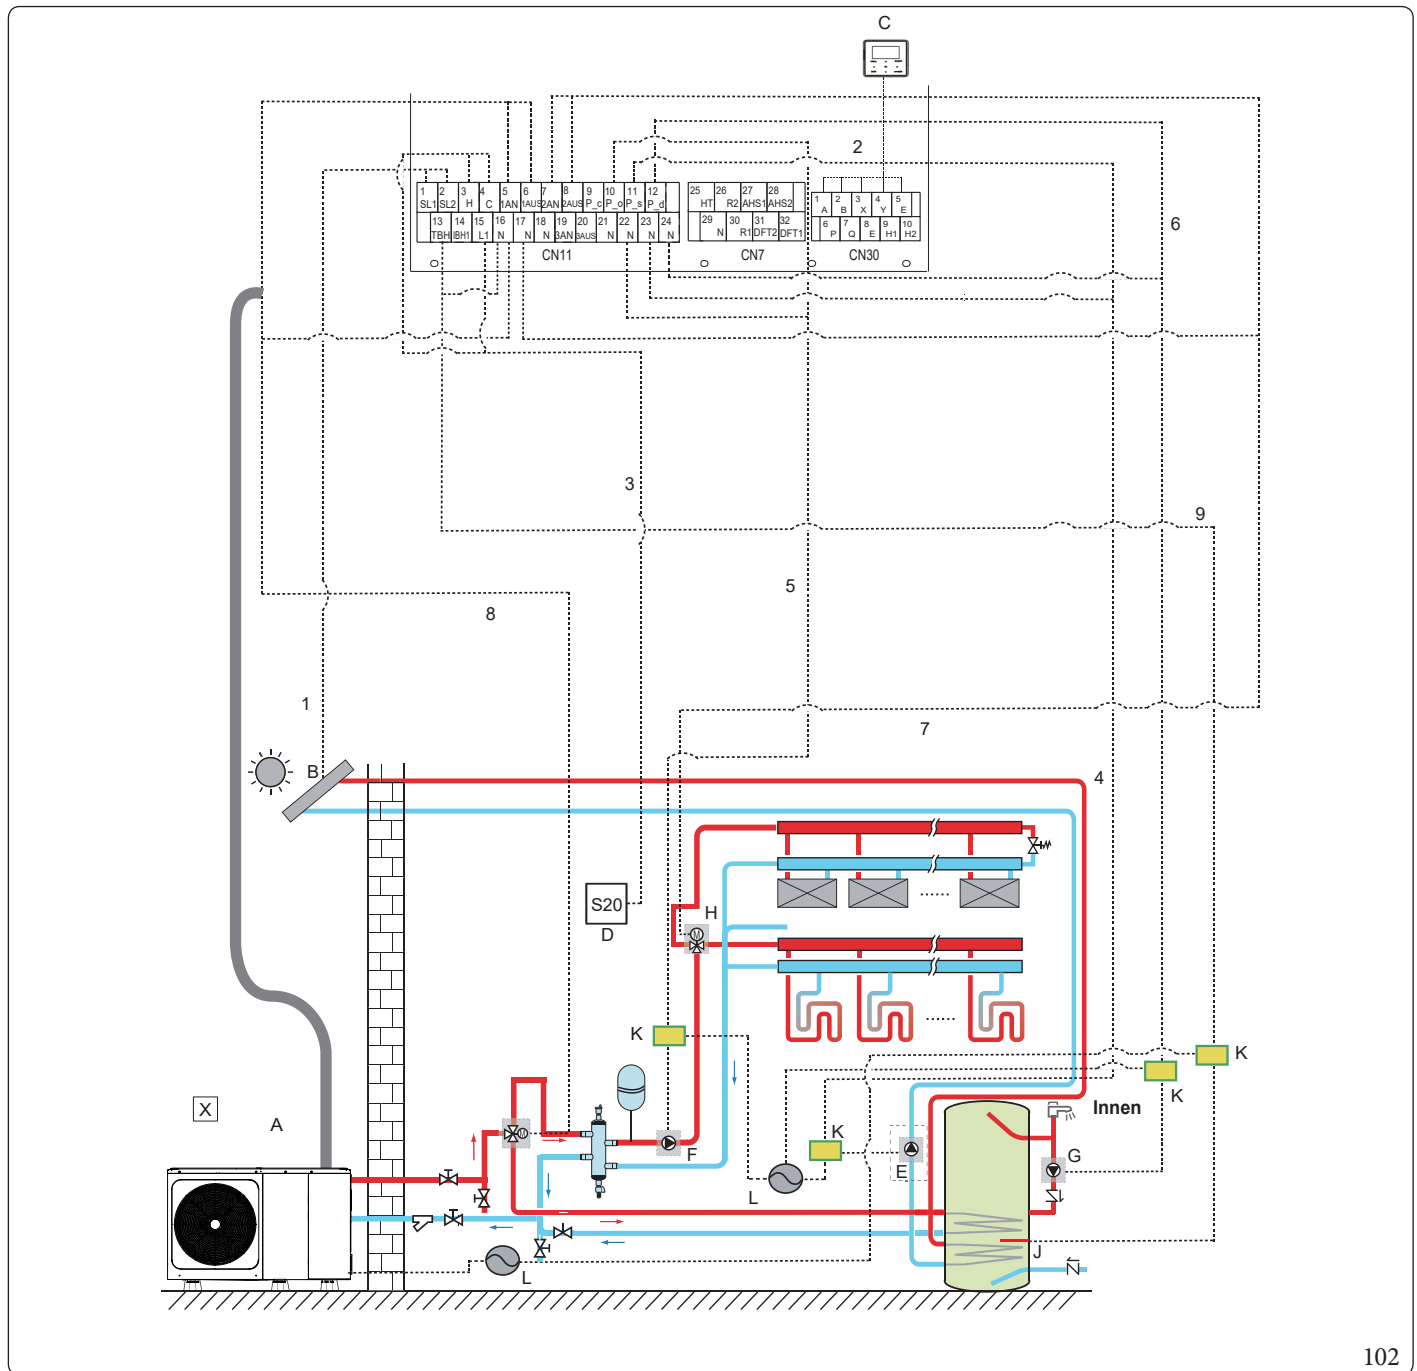 C
2
1 2 3 4 5 6 7 8 9 10 11 12
SL1 SL2 H C 1AN 1AUS 2AN 2AUS P_c P_o P_s P_d
13 14 15 16 17 18 19 20 21 22 23 24
TBH IBH1 L1 N N N 3AN 3AUS N N N N
CN11
25 26 27 28
HT R2 AHS1 AHS2
29 30 31 32
N R1 DFT2 DFT1
CN7
1 2 3 4 5
A B X Y E
6 7 8 9 10
P Q E H1 H2
CN30
6
3
9
5
8
1
7
B
4
S20
D
H
M
K
K
K
X
A
M
F
K
E
L
Innen
G
J
L
102